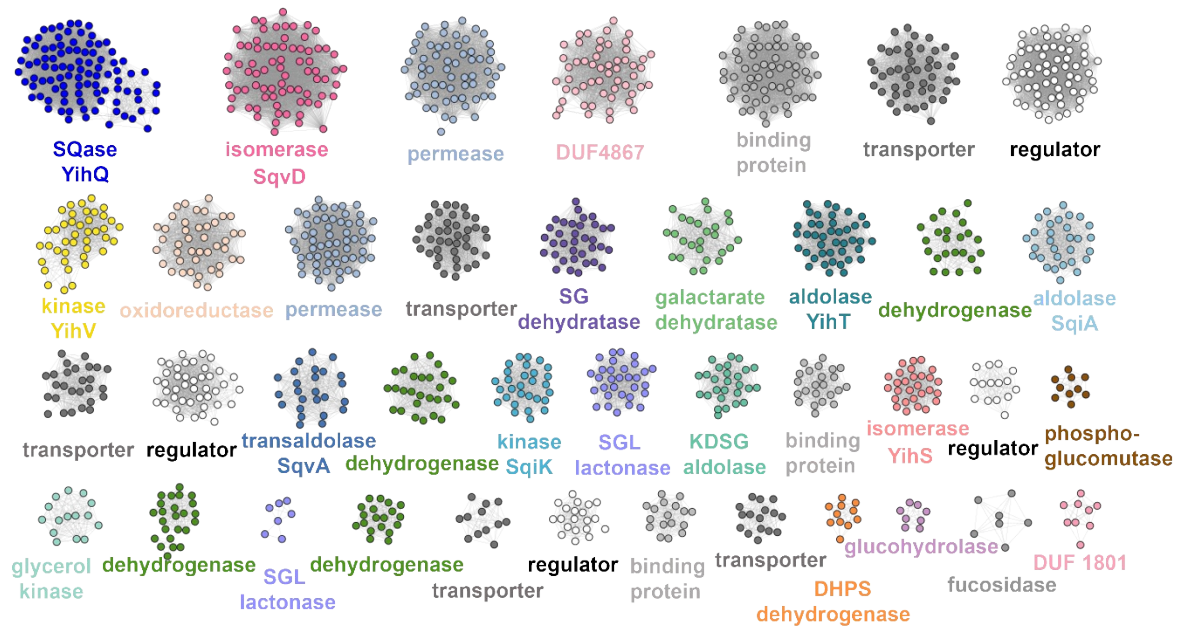 SQase
YihQ
isomerase
SqvD
permease
DUF4867
binding
protein
transporter
regulator
kinase
YihV
oxidoreductase
permease
transporter
SG
dehydratase
galactarate
dehydratase
aldolase
YihT
dehydrogenase
aldolase
SqiA
transporter
regulator
transaldolase
SqvA
dehydrogenase
kinase
SqiK
SGL
lactonase
KDSG
aldolase
binding
protein
isomerase
YihS
regulator
phospho-
glucomutase
glycerol
kinase
dehydrogenase
SGL
lactonase
dehydrogenase
transporter
regulator
binding
protein
transporter
DHPS
dehydrogenase
glucohydrolase
fucosidase
DUF 1801